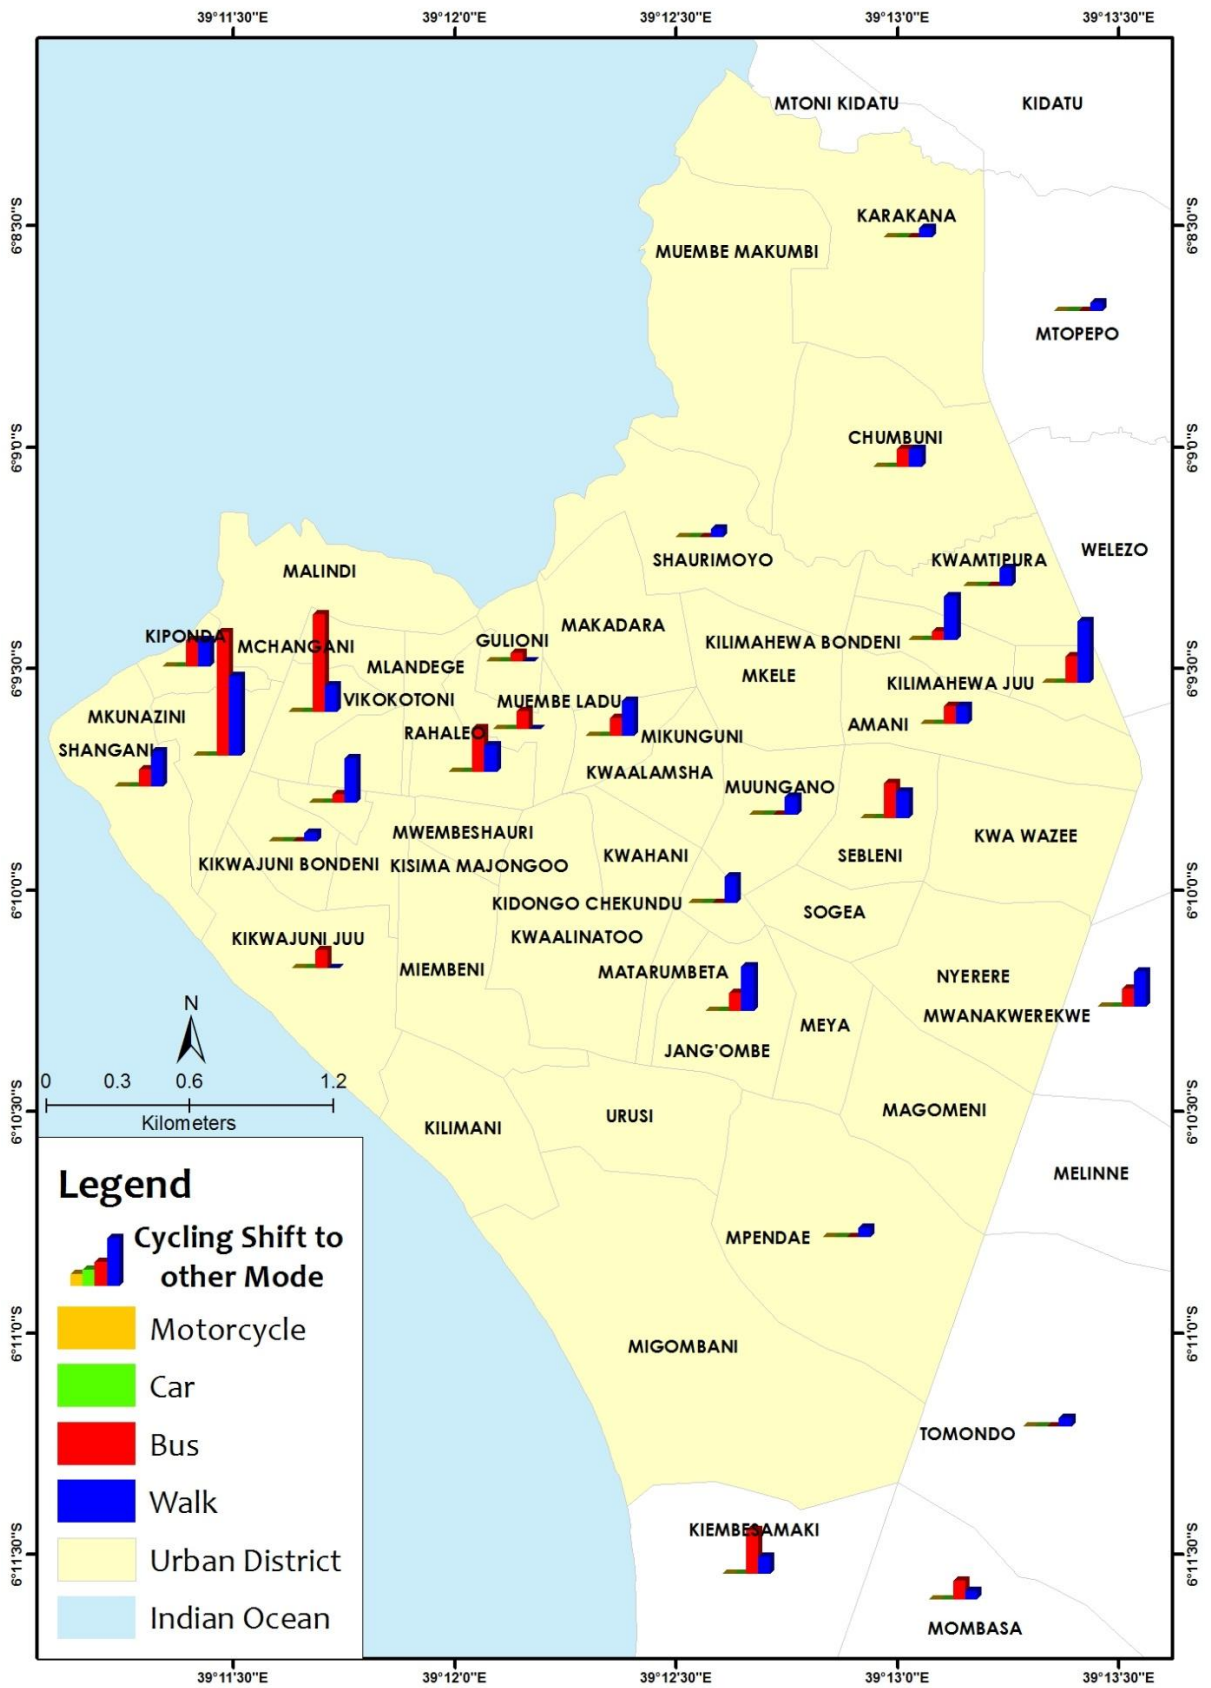 39°11'30"E 39°12'0"E 39°12'30"E 39°13'0"E 39°13'30"E
MTONI KIDATU KIDATU
6°8'30"S KARAKANA 6°8'30"S
MUEMBE MAKUMBI
MTOPEPO
6°9'0"S CHUMBUNI 6°9'0"S
WELEZO
SHAURIMOYO KWAMTIPURA
MALINDI
MAKADARA
KIPONDA MCHANGANI GULIONI KILIMAHEWA BONDENI
6°9'30"S MLANDEGE MKELE 6°9'30"S
KILIMAHEWA JUU
VIKOKOTONI MUEMBE LADU
MKUNAZINI AMANI
RAHALEO MIKUNGUNI
SHANGANI
KWAALAMSHA
MUUNGANO
MWEMBESHAURI KWA WAZEE
KWAHANI SEBLENI
KIKWAJUNI BONDENI KISIMA MAJONGOO
6°10'0"S KIDONGO CHEKUNDU 6°10'0"S
SOGEA
KIKWAJUNI JUU KWAALINATOO
MIEMBENI MATARUMBETA NYERERE
N MWANAKWEREKWE
MEYA
JANG'OMBE
0 0.3 0.6 1.2
6°10'30"S Kilometers URUSI MAGOMENI 6°10'30"S
KILIMANI
MELINNE
Legend
Cycling Shift to
other Mode
MPENDAE
Motorcycle
6°11'0"S 6°11'0"S
MIGOMBANI
Car
Bus
TOMONDO
Walk
KIEMBESAMAKI
6°11'30"S Urban District 6°11'30"S
Indian Ocean
MOMBASA
39°11'30"E 39°12'0"E 39°12'30"E 39°13'0"E 39°13'30"E